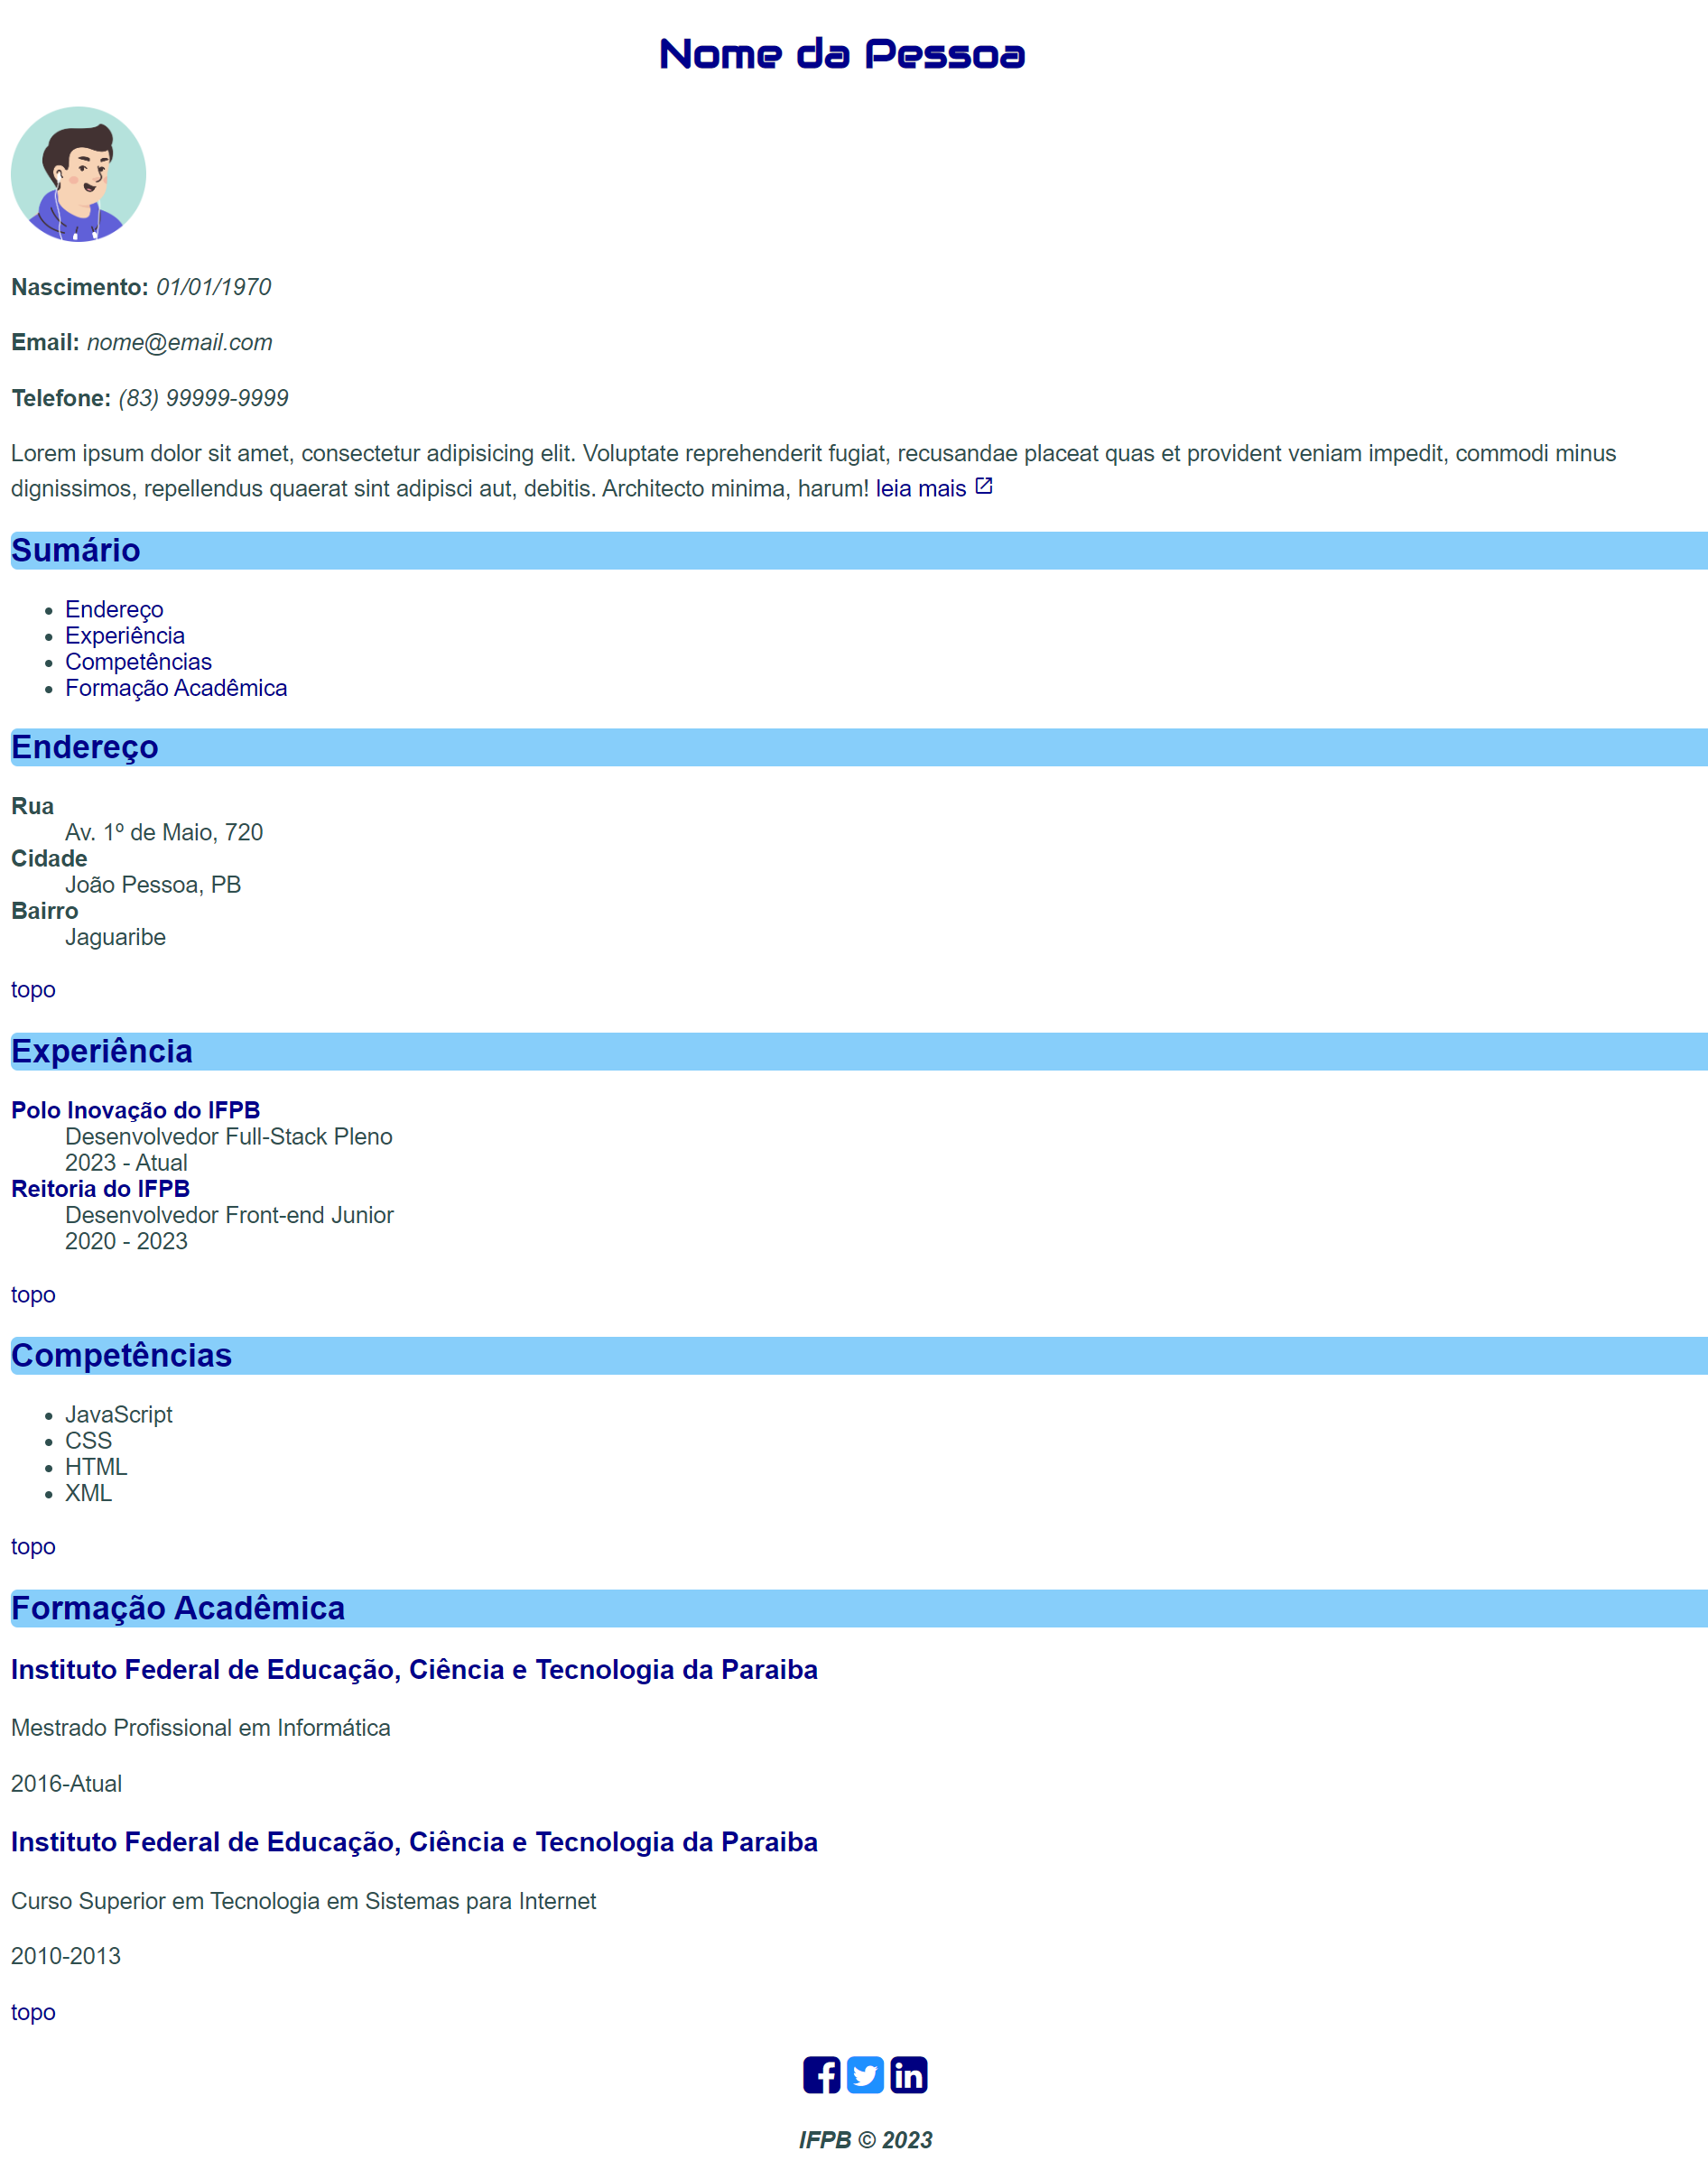 Nome da Pessoa
Nascimento: 01/01/1970
Email: nome@email.com
Telefone: (83) 99999-9999
Lorem ipsum dolor sit amet, consectetur adipisicing elit. Voluptate reprehenderit fugiat, recusandae placeat quas et provident veniam impedit, commodi minus
dignissimos, repellendus quaerat sint adipisci aut, debitis. Architecto minima, harum! leia mais
Sumário
Endereço
Experiência
Competências
Formação Acadêmica
Endereço
Rua
Av. 1º de Maio, 720
Cidade
João Pessoa, PB
Bairro
Jaguaribe
topo
Experiência
Polo Inovação do IFPB
Desenvolvedor Full-Stack Pleno
2023 - Atual
Reitoria do IFPB
Desenvolvedor Front-end Junior
2020 - 2023
topo
Competências
JavaScript
CSS
HTML
XML
topo
Formação Acadêmica
Instituto Federal de Educação, Ciência e Tecnologia da Paraiba
Mestrado Profissional em Informática
2016-Atual
Instituto Federal de Educação, Ciência e Tecnologia da Paraiba
Curso Superior em Tecnologia em Sistemas para Internet
2010-2013
topo
IFPB © 2023